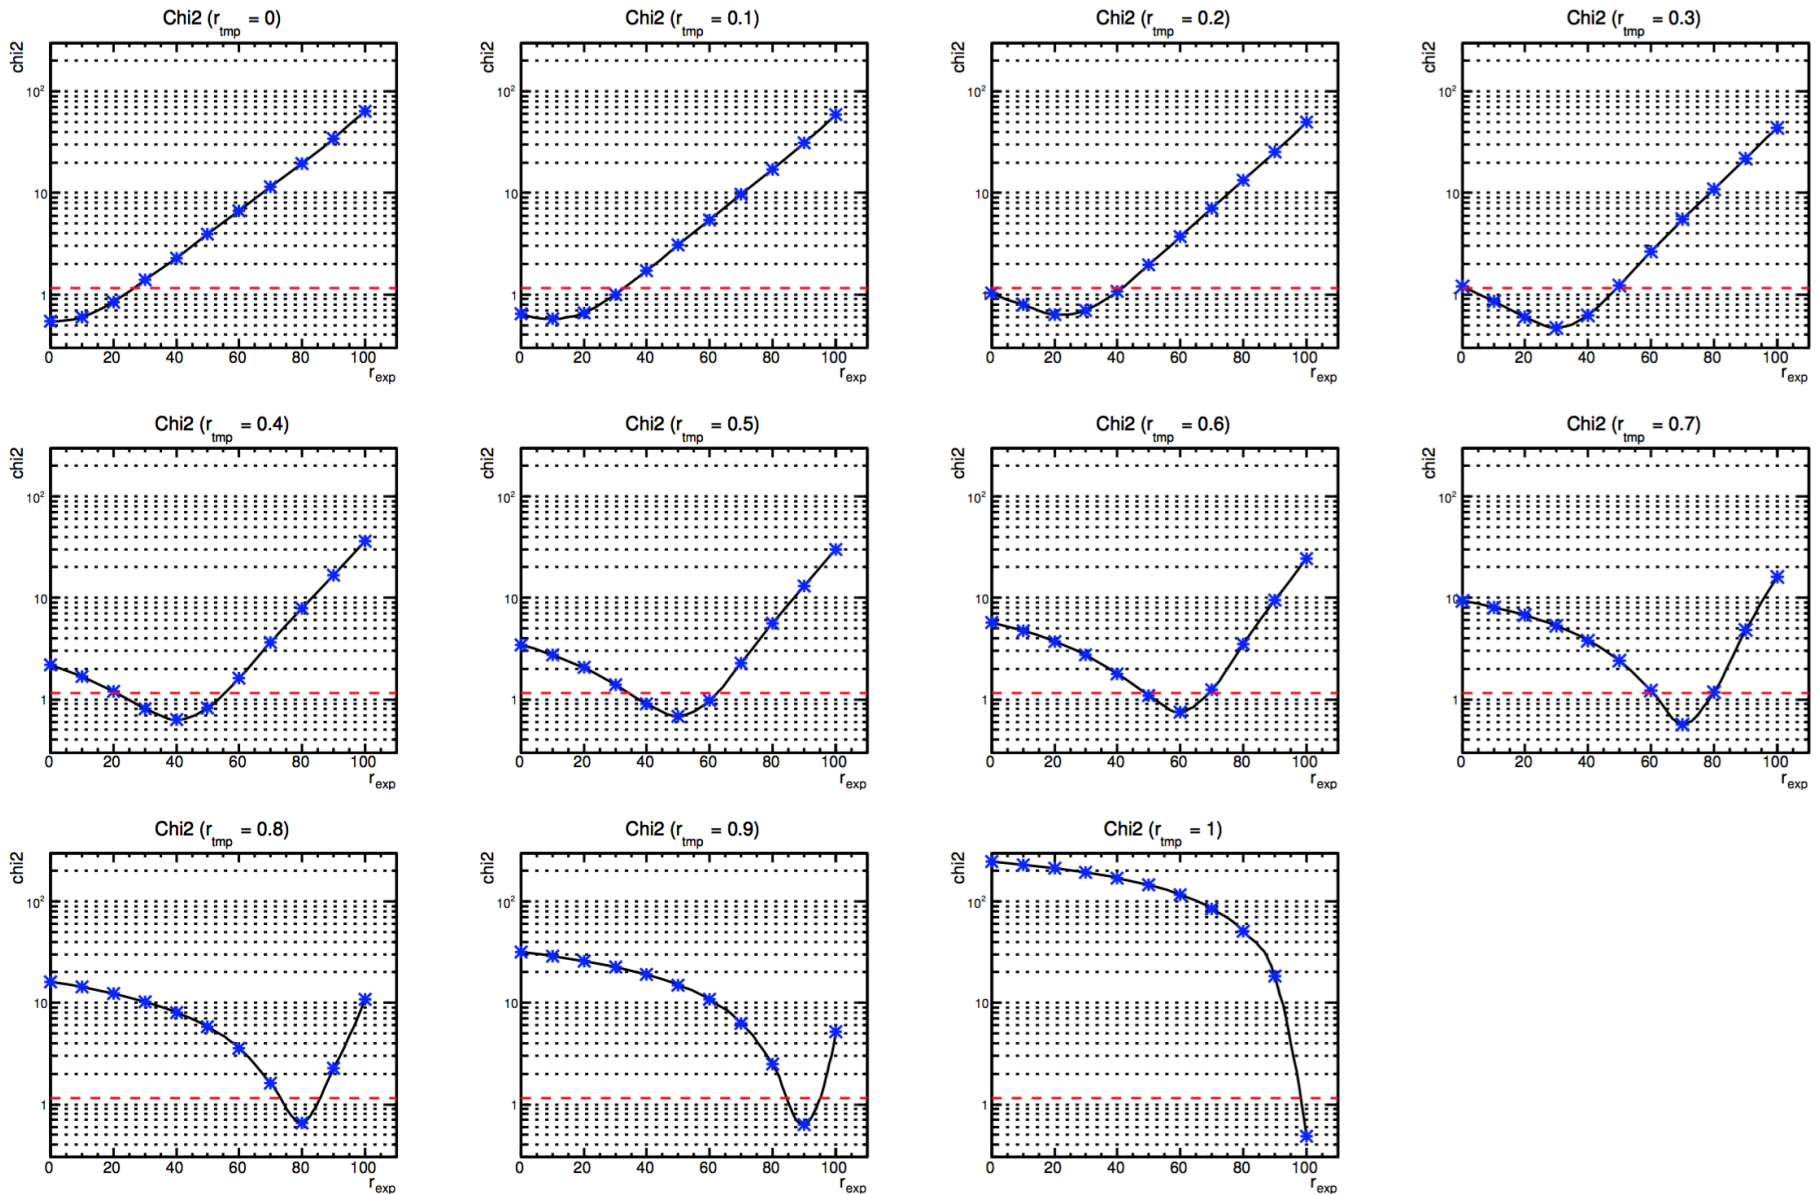 Chi2 (r_tmp = 0)
chi2
10²
10
1
0 20 40 60 80 100
r_exp
Chi2 (r_tmp = 0.1)
chi2
10²
10
1
0 20 40 60 80 100
r_exp
Chi2 (r_tmp = 0.2)
chi2
10²
10
1
0 20 40 60 80 100
r_exp
Chi2 (r_tmp = 0.3)
chi2
10²
10
1
0 20 40 60 80 100
r_exp
Chi2 (r_tmp = 0.4)
chi2
10²
10
1
0 20 40 60 80 100
r_exp
Chi2 (r_tmp = 0.5)
chi2
10²
10
1
0 20 40 60 80 100
r_exp
Chi2 (r_tmp = 0.6)
chi2
10²
10
1
0 20 40 60 80 100
r_exp
Chi2 (r_tmp = 0.7)
chi2
10²
10
1
0 20 40 60 80 100
r_exp
Chi2 (r_tmp = 0.8)
chi2
10²
10
1
0 20 40 60 80 100
r_exp
Chi2 (r_tmp = 0.9)
chi2
10²
10
1
0 20 40 60 80 100
r_exp
Chi2 (r_tmp = 1)
chi2
10²
10
1
0 20 40 60 80 100
r_exp